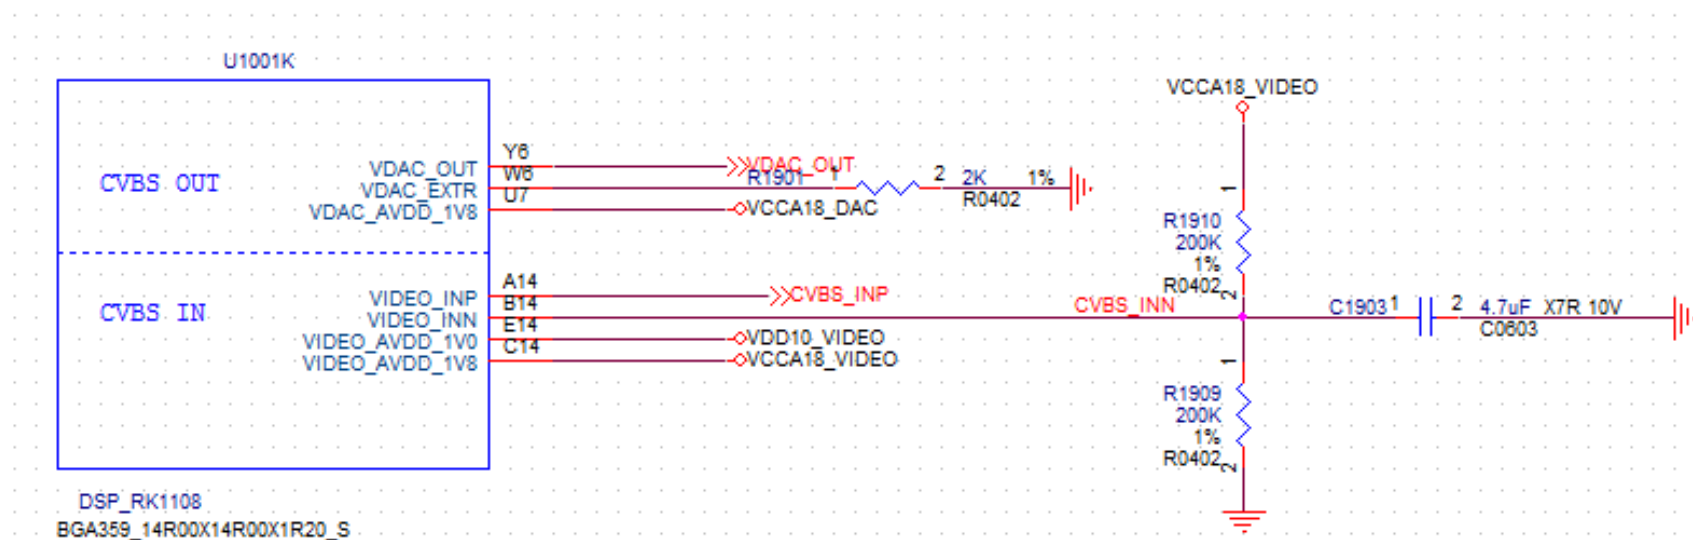 U1001K
VCCA18_VIDEO
CVBS OUT
VDAC_OUT
Y6
VDAC_OUT
VDAC_EXTR
W6
R1901
1
2
2K
1%
R0402
VDAC_AVDD_1V8
U7
VCCA18_DAC
1
R1910
200K
1%
R0402
2
CVBS IN
VIDEO_INP
A14
CVBS_INP
VIDEO_INN
B14
CVBS_INN
C1903
1
2
4.7uF
X7R 10V
C0603
VIDEO_AVDD_1V0
E14
VDD10_VIDEO
VIDEO_AVDD_1V8
C14
VCCA18_VIDEO
1
R1909
200K
1%
R0402
2
DSP_RK1108
BGA359_14R00X14R00X1R20_S